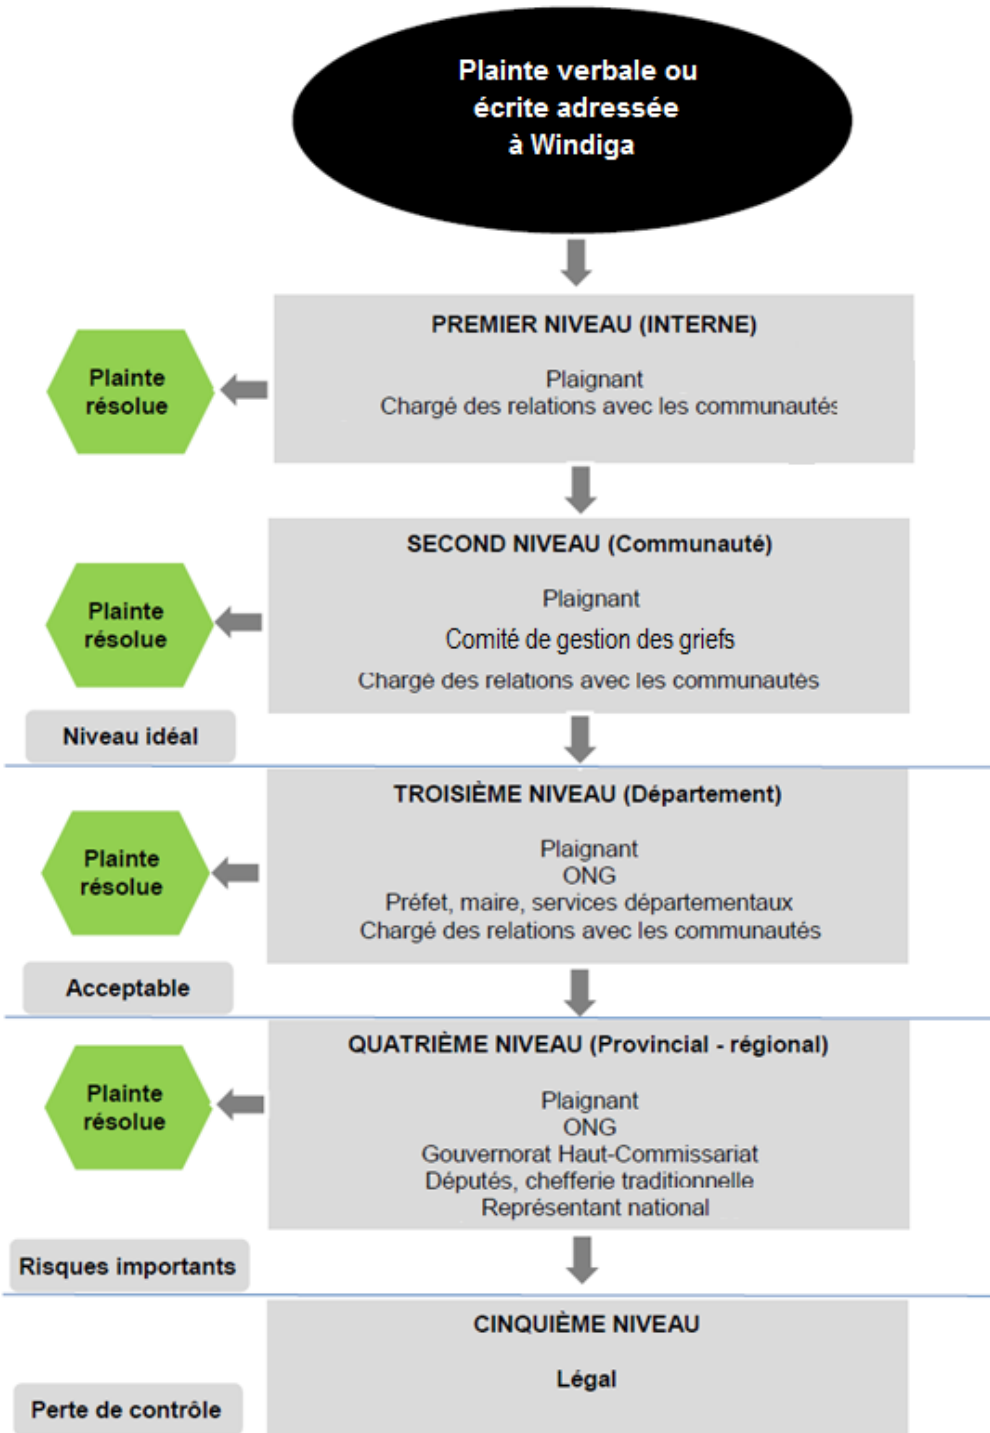 Plainte verbale ou
écrite adressée
à Windiga
PREMIER NIVEAU (INTERNE)
Plaignant
Chargé des relations avec les communautés
Plainte
résolue
SECOND NIVEAU (Communauté)
Plaignant
Comité de gestion des griefs
Chargé des relations avec les communautés
Plainte
résolue
Niveau idéal
TROISIÈME NIVEAU (Département)
Plaignant
ONG
Préfet, maire, services départementaux
Chargé des relations avec les communautés
Plainte
résolue
Acceptable
QUATRIÈME NIVEAU (Provincial - régional)
Plaignant
ONG
Gouvernorat Haut-Commissariat
Députés, chefferie traditionnelle
Représentant national
Plainte
résolue
Risques importants
CINQUIÈME NIVEAU
Légal
Perte de contrôle